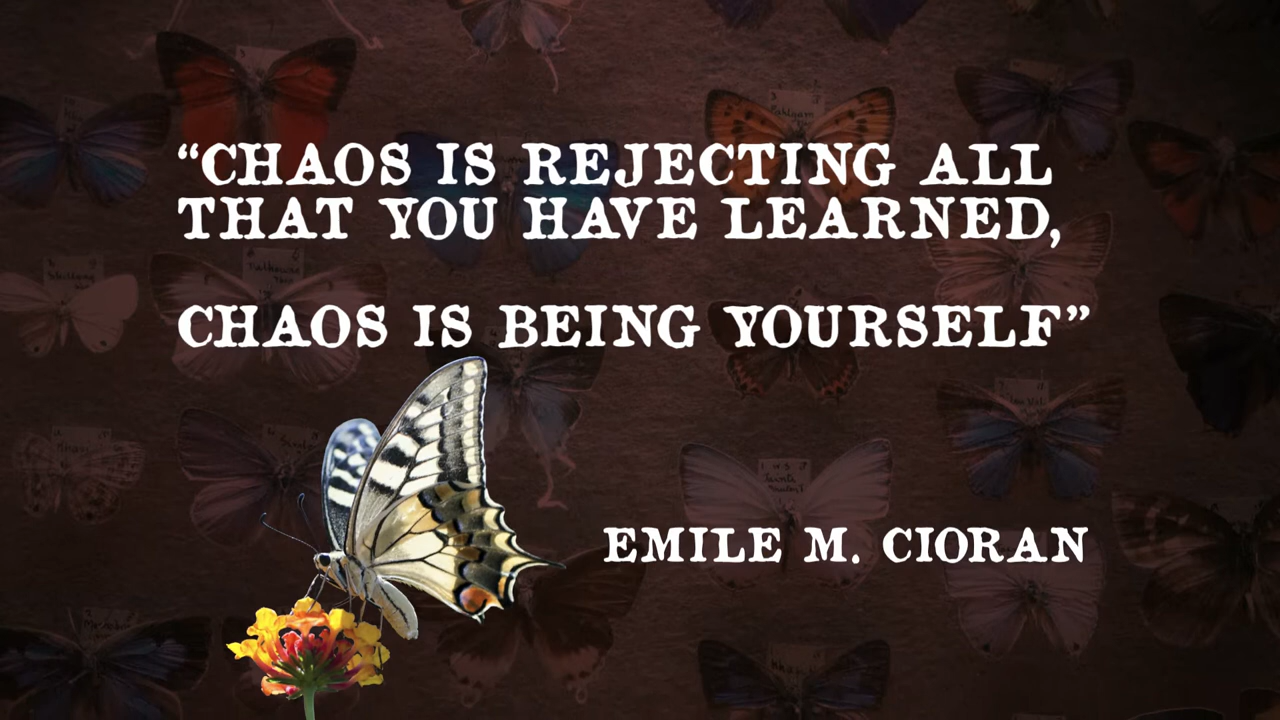 “CHAOS IS REJECTING ALL
THAT YOU HAVE LEARNED,
CHAOS IS BEING YOURSELF”
EMILE M. CIORAN